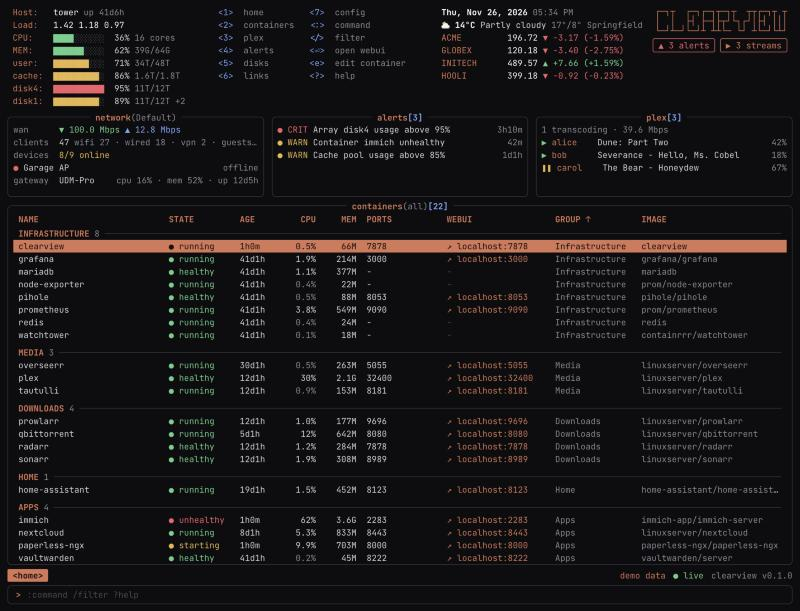 Host: tower up 41d6h <1> home <7> config Thu, Nov 26, 2026 05:34 PM
Load: 1.42 1.18 0.97 <2> containers <:> command 14°C Partly cloudy 17°/8° Springfield
CPU: 36% 16 cores <3> plex </> filter ACME 196.72 ▼ -3.17 (-1.59%) ▲ 3 alerts ▶ 3 streams
MEM: 62% 39G/64G <4> alerts open webui GLOBEX 120.18 ▼ -3.40 (-2.75%)
user: 71% 34T/48T <5> disks <e> edit container INITECH 489.57 ▲ +7.66 (+1.59%)
cache: 86% 1.6T/1.8T <6> links <?> help HOOLI 399.18 ▼ -0.92 (-0.23%)
disk4: 95% 11T/12T
disk1: 89% 11T/12T +2
network(Default)
wan ▼ 100.0 Mbps ▲ 12.8 Mbps
clients 47 wifi 27 · wired 18 · vpn 2 · guests…
devices 8/9 online
● Garage AP offline
gateway UDM-Pro cpu 16% · mem 52% · up 12d5h
alerts[3]
● CRIT Array disk4 usage above 95% 3h10m
● WARN Container immich unhealthy 42m
● WARN Cache pool usage above 85% 1d1h
plex[3]
1 transcoding · 39.6 Mbps
▶ alice Dune: Part Two 42%
▶ bob Severance - Hello, Ms. Cobel 18%
carol The Bear - Honeydew 67%
containers(all)[22]
NAME STATE AGE CPU MEM PORTS WEBUI GROUP ↑ IMAGE
INFRASTRUCTURE 8
clearview ● running 1h0m 0.5% 66M 7878 ↗ localhost:7878 Infrastructure clearview
grafana ● running 41d1h 1.9% 214M 3000 ↗ localhost:3000 Infrastructure grafana/grafana
mariadb ● healthy 41d1h 1.1% 377M - - Infrastructure mariadb
node-exporter ● running 41d1h 0.4% 22M - - Infrastructure prom/node-exporter
pihole ● healthy 41d1h 0.5% 88M 8053 ↗ localhost:8053 Infrastructure pihole/pihole
prometheus ● running 41d1h 3.8% 549M 9090 ↗ localhost:9090 Infrastructure prom/prometheus
redis ● running 41d1h 0.4% 24M - - Infrastructure redis
watchtower ● running 41d1h 0.1% 18M - - Infrastructure containrrr/watchtower
MEDIA 3
overseerr ● running 30d1h 0.5% 263M 5055 ↗ localhost:5055 Media linuxserver/overseerr
plex ● healthy 12d1h 30% 2.1G 32400 ↗ localhost:32400 Media linuxserver/plex
tautulli ● running 12d1h 0.9% 153M 8181 ↗ localhost:8181 Media linuxserver/tautulli
DOWNLOADS 4
prowlarr ● running 12d1h 1.0% 177M 9696 ↗ localhost:9696 Downloads linuxserver/prowlarr
qbittorrent ● running 5d1h 12% 642M 8080 ↗ localhost:8080 Downloads linuxserver/qbittorrent
radarr ● healthy 12d1h 1.2% 284M 7878 ↗ localhost:7878 Downloads linuxserver/radarr
sonarr ● healthy 12d1h 1.9% 308M 8989 ↗ localhost:8989 Downloads linuxserver/sonarr
HOME 1
home-assistant ● running 19d1h 1.5% 452M 8123 ↗ localhost:8123 Home home-assistant/home-assist…
APPS 4
immich ● unhealthy 1h0m 62% 3.6G 2283 ↗ localhost:2283 Apps immich-app/immich-server
nextcloud ● running 8d1h 5.3% 833M 8443 ↗ localhost:8443 Apps linuxserver/nextcloud
paperless-ngx ● starting 1h0m 9.9% 703M 8000 ↗ localhost:8000 Apps paperless-ngx/paperless-ngx
vaultwarden ● healthy 41d1h 0.2% 45M 8222 ↗ localhost:8222 Apps vaultwarden/vaultwarden
<home> demo data ● live clearview v0.1.0
> :command /filter ?help